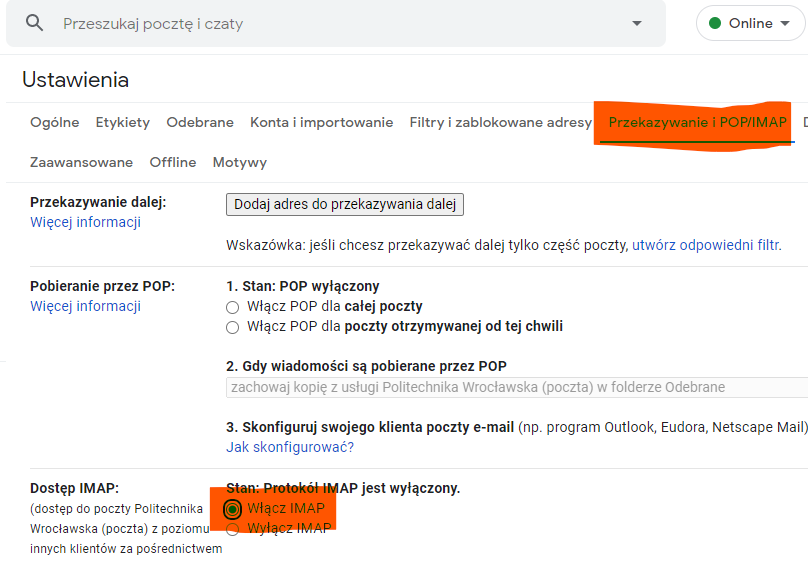 Przeszukaj pocztę i czaty
Online
Ustawienia
Ogólne Etykiety Odebrane Konta i importowanie Filtry i zablokowane adresy Przekazywanie i POP/IMAP
Zaawansowane Offline Motywy
Przekazywanie dalej:
Więcej informacji
Dodaj adres do przekazywania dalej
Wskazówka: jeśli chcesz przekazywać dalej tylko część poczty, utwórz odpowiedni filtr.
Pobieranie przez POP:
Więcej informacji
1. Stan: POP wyłączony
Włącz POP dla całej poczty
Włącz POP dla poczty otrzymywanej od tej chwili
2. Gdy wiadomości są pobierane przez POP
zachowaj kopię z usługi Politechnika Wrocławska (poczta) w folderze Odebrane
3. Skonfiguruj swojego klienta poczty e-mail (np. program Outlook, Eudora, Netscape Mail)
Jak skonfigurować?
Dostęp IMAP:
(dostęp do poczty Politechnika
Wrocławska (poczta) z poziomu
innych klientów za pośrednictwem
Stan: Protokół IMAP jest wyłączony.
Włącz IMAP
Wyłącz IMAP